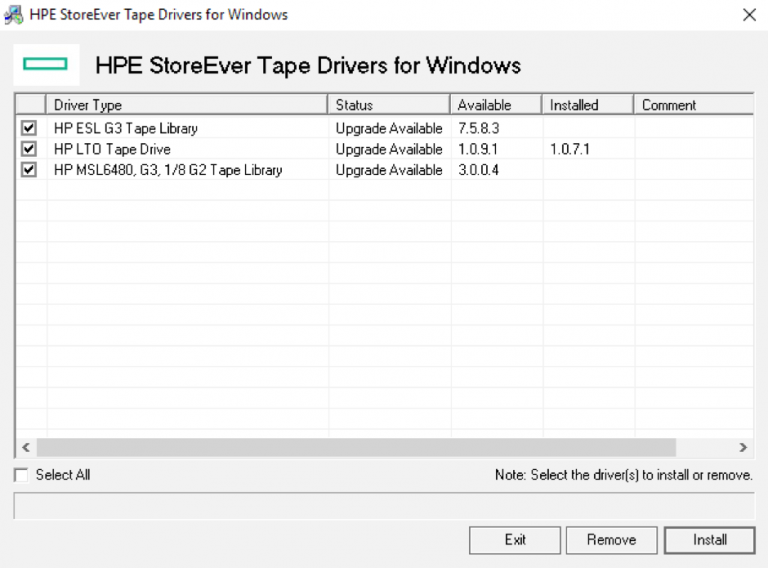 HPE StoreEver Tape Drivers for Windows
HPE StoreEver Tape Drivers for Windows
Driver Type Status Available Installed Comment
HP ESL G3 Tape Library Upgrade Available 7.5.8.3
HP LTO Tape Drive Upgrade Available 1.0.9.1 1.0.7.1
HP MSL6480, G3, 1/8 G2 Tape Library Upgrade Available 3.0.0.4
Select All Note: Select the driver(s) to install or remove.
Exit Remove Install